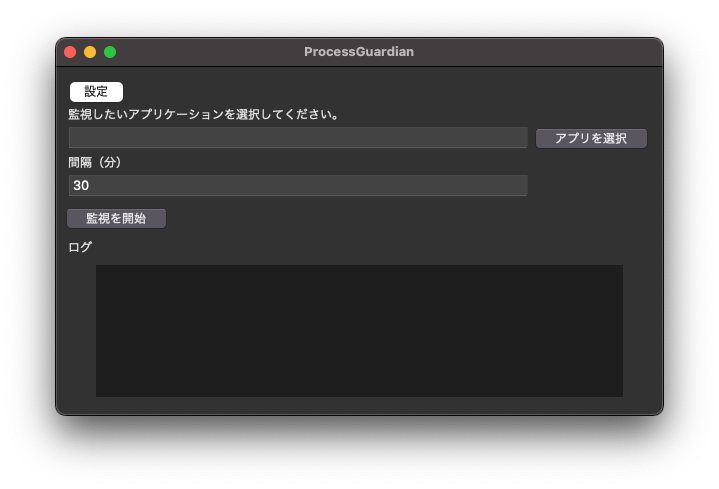 ProcessGuardian
設定
監視したいアプリケーションを選択してください。
アプリを選択
間隔（分）
30
監視を開始
ログ